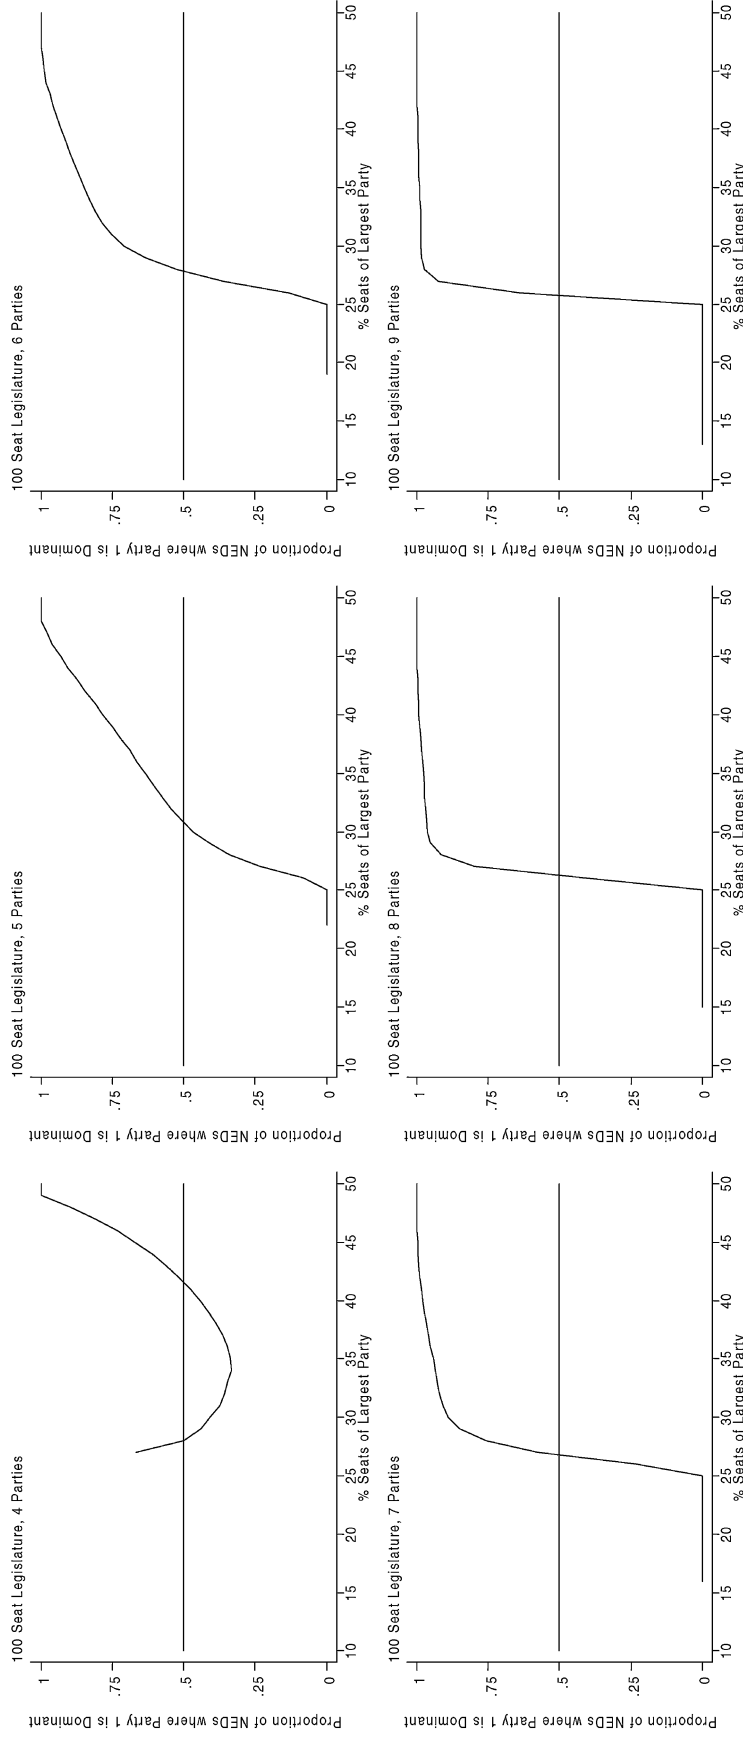 100 Seat Legislature, 4 Parties
Proportion of NEDs where Party 1 is Dominant
1
.75
.5
.25
0
10 15 20 25 30 35 40 45 50
% Seats of Largest Party
100 Seat Legislature, 5 Parties
Proportion of NEDs where Party 1 is Dominant
1
.75
.5
.25
0
10 15 20 25 30 35 40 45 50
% Seats of Largest Party
100 Seat Legislature, 6 Parties
Proportion of NEDs where Party 1 is Dominant
1
.75
.5
.25
0
10 15 20 25 30 35 40 45 50
% Seats of Largest Party
100 Seat Legislature, 7 Parties
Proportion of NEDs where Party 1 is Dominant
1
.75
.5
.25
0
10 15 20 25 30 35 40 45 50
% Seats of Largest Party
100 Seat Legislature, 8 Parties
Proportion of NEDs where Party 1 is Dominant
1
.75
.5
.25
0
10 15 20 25 30 35 40 45 50
% Seats of Largest Party
100 Seat Legislature, 9 Parties
Proportion of NEDs where Party 1 is Dominant
1
.75
.5
.25
0
10 15 20 25 30 35 40 45 50
% Seats of Largest Party